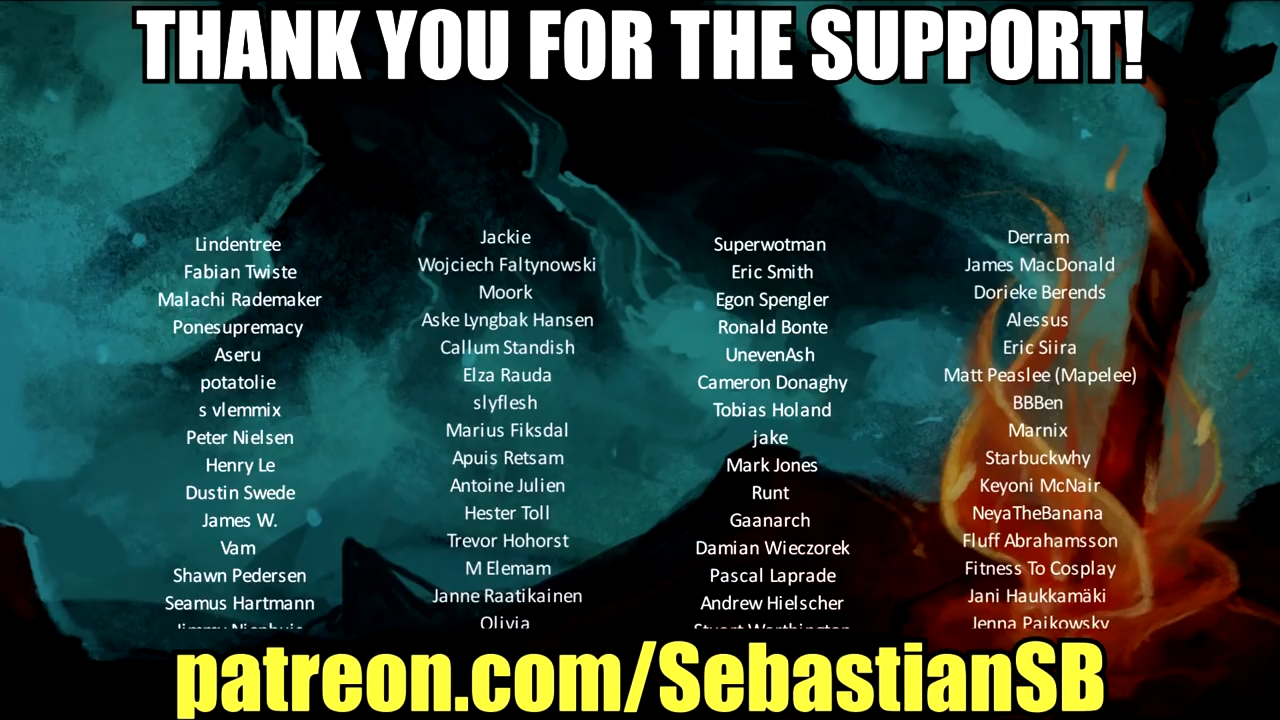 THANK YOU FOR THE SUPPORT!
Lindentree
Fabian Twiste
Malachi Rademaker
Ponesupremacy
Aseru
potatolie
s vlemmix
Peter Nielsen
Henry Le
Dustin Swede
James W.
Vam
Shawn Pedersen
Seamus Hartmann
Jackie
Wojciech Faltynowski
Moork
Aske Lyngbak Hansen
Callum Standish
Elza Rauda
slyflesh
Marius Fiksdal
Apuis Retsam
Antoine Julien
Hester Toll
Trevor Hohorst
M Elemam
Janne Raatikainen
Olivia
Superwotman
Eric Smith
Egon Spengler
Ronald Bonte
UnevenAsh
Cameron Donaghy
Tobias Holand
jake
Mark Jones
Runt
Gaanarch
Damian Wieczorek
Pascal Laprade
Andrew Hielscher
Stuart Worthington
Derram
James MacDonald
Dorieke Berends
Alessus
Eric Siira
Matt Peaslee (Mapelee)
BBBen
Marnix
Starbuckwhy
Keyoni McNair
NeyaTheBanana
Fluff Abrahamsson
Fitness To Cosplay
Jani Haukkamäki
Jenna Pajkowsky
patreon.com/SebastianSB